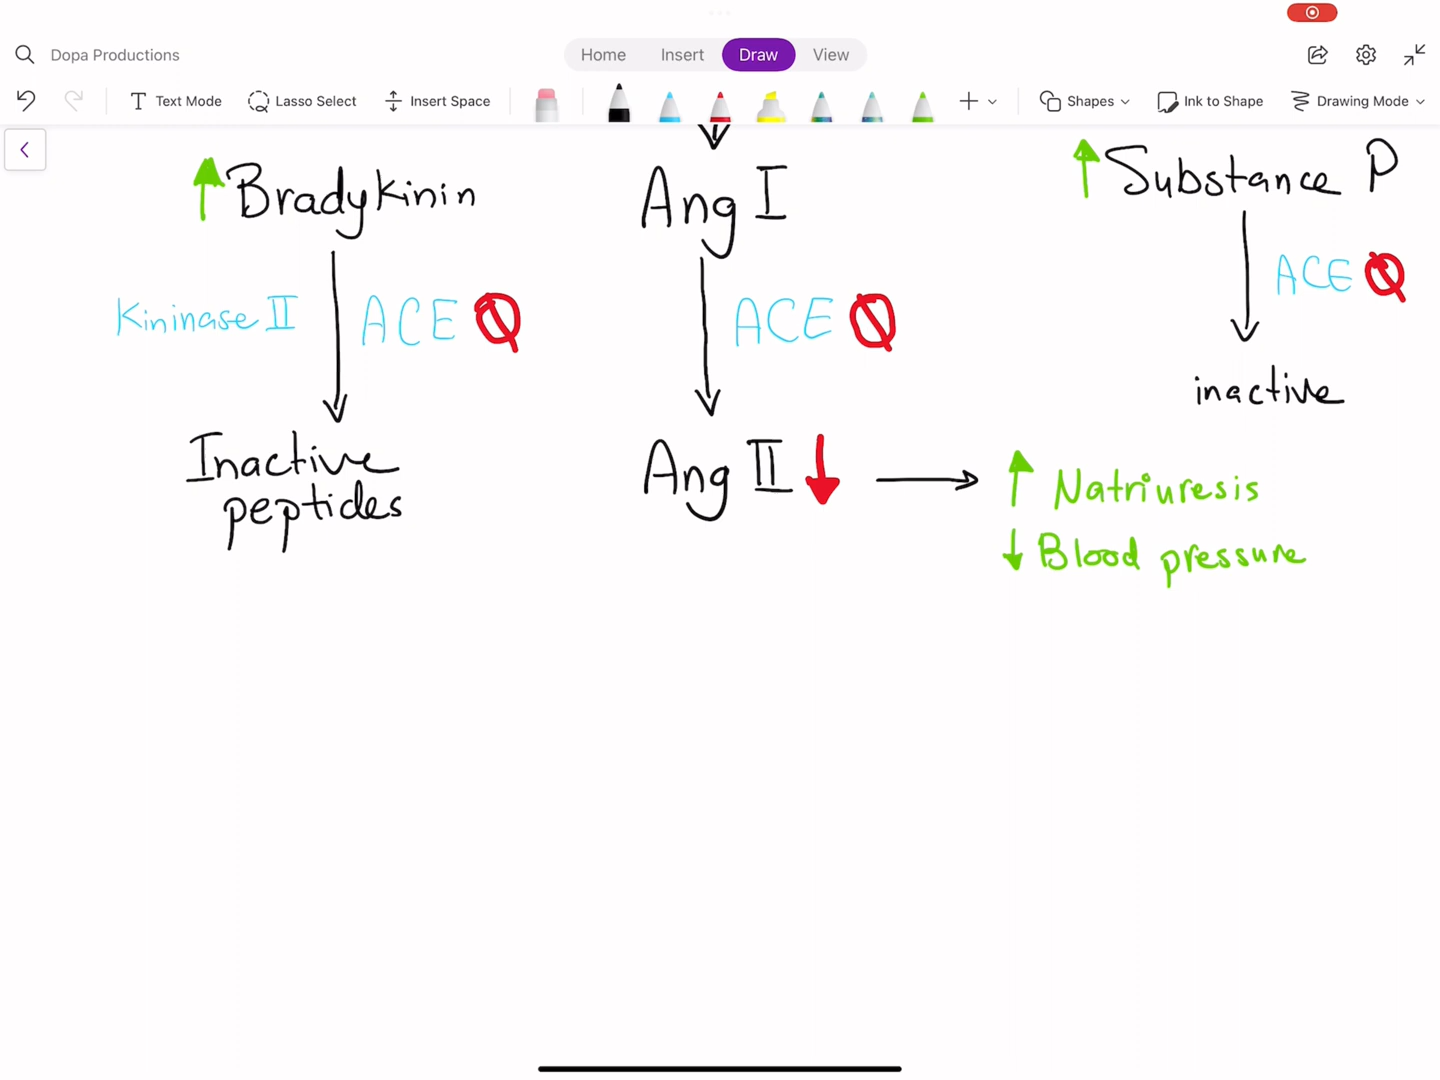 Dopa Productions
Home Insert Draw View
Text Mode Lasso Select Insert Space Shapes Ink to Shape Drawing Mode
Bradykinin
Ang I
Substance P
Kininase II
ACE
ACE
ACE
Inactive
peptides
Ang II
inactive
Natriuresis
Blood pressure